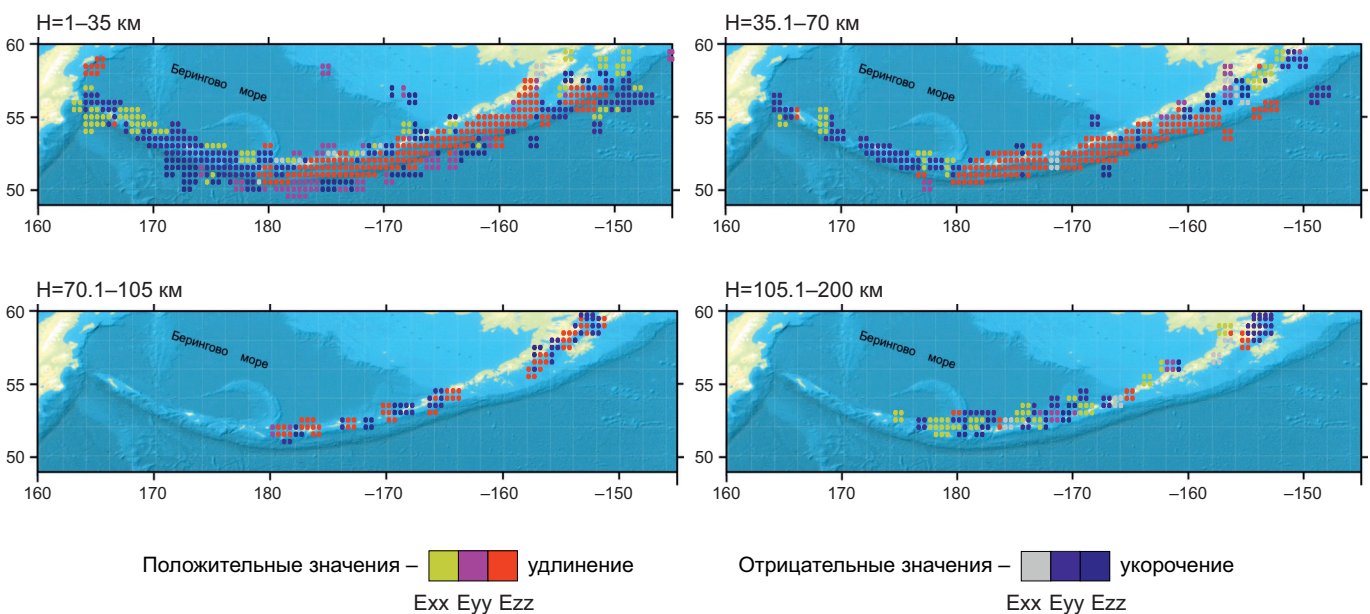 H=1–35 км
H=35.1–70 км
60
55
50
160 170 180 –170 –160 –150
Берингово море
60
55
50
160 170 180 –170 –160 –150
Берингово море
H=70.1–105 км
H=105.1–200 км
60
55
50
160 170 180 –170 –160 –150
Берингово море
60
55
50
160 170 180 –170 –160 –150
Берингово море
Положительные значения – удлинение
Exx Eyy Ezz
Отрицательные значения – укорочение
Exx Eyy Ezz